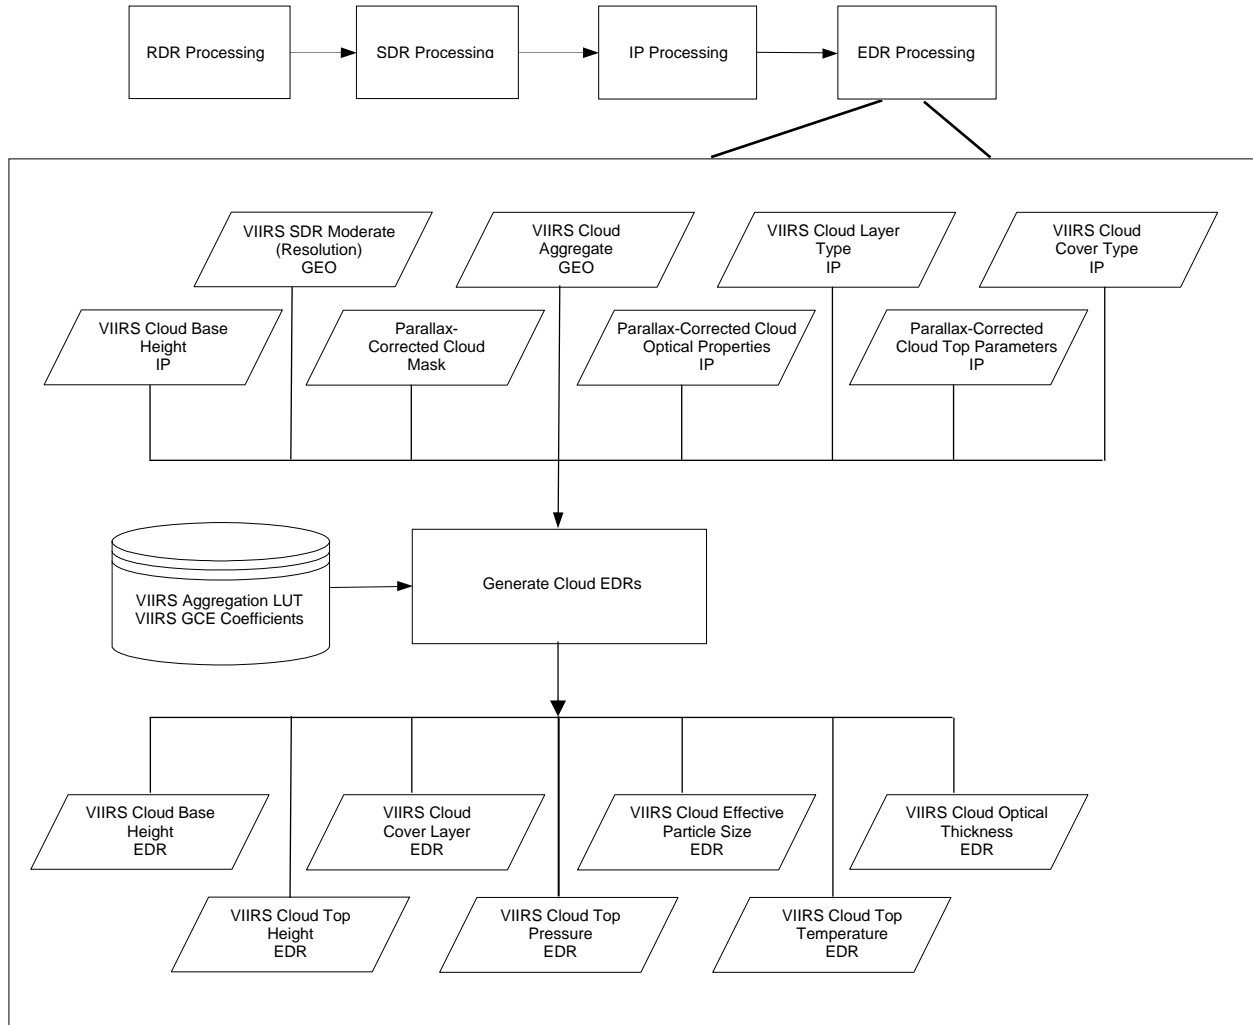 RDR Processing
SDR Processing
IP Processing
EDR Processing
VIIRS SDR Moderate
(Resolution)
GEO
VIIRS Cloud
Aggregate
GEO
VIIRS Cloud Layer
Type
IP
VIIRS Cloud
Cover Type
IP
VIIRS Cloud Base
Height
IP
Parallax-
Corrected Cloud
Mask
Parallax-Corrected Cloud
Optical Properties
IP
Parallax-Corrected
Cloud Top Parameters
IP
VIIRS Aggregation LUT
VIIRS GCE Coefficients
Generate Cloud EDRs
VIIRS Cloud Base
Height
EDR
VIIRS Cloud
Cover Layer
EDR
VIIRS Cloud Effective
Particle Size
EDR
VIIRS Cloud Optical
Thickness
EDR
VIIRS Cloud Top
Height
EDR
VIIRS Cloud Top
Pressure
EDR
VIIRS Cloud Top
Temperature
EDR